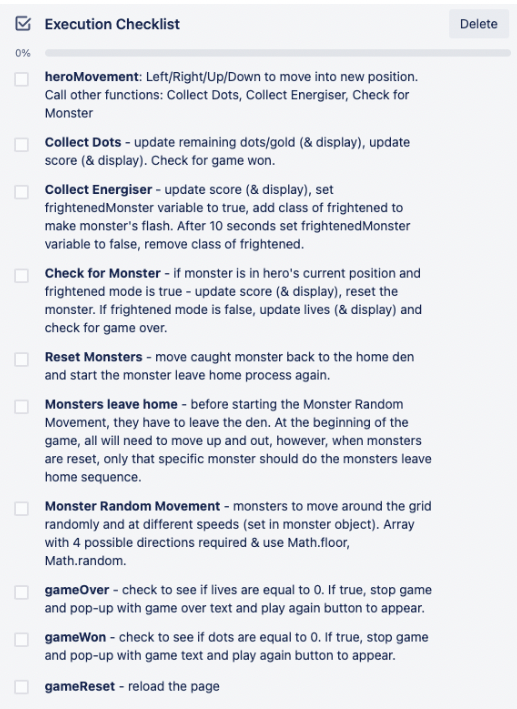 Execution Checklist
Delete
0%
heroMovement: Left/Right/Up/Down to move into new position.
Call other functions: Collect Dots, Collect Energiser, Check for
Monster
Collect Dots - update remaining dots/gold (& display), update
score (& display). Check for game won.
Collect Energiser - update score (& display), set
frightenedMonster variable to true, add class of frightened to
make monster's flash. After 10 seconds set frightenedMonster
variable to false, remove class of frightened.
Check for Monster - if monster is in hero's current position and
frightened mode is true - update score (& display), reset the
monster. If frightened mode is false, update lives (& display) and
check for game over.
Reset Monsters - move caught monster back to the home den
and start the monster leave home process again.
Monsters leave home - before starting the Monster Random
Movement, they have to leave the den. At the beginning of the
game, all will need to move up and out, however, when monsters
are reset, only that specific monster should do the monsters leave
home sequence.
Monster Random Movement - monsters to move around the grid
randomly and at different speeds (set in monster object). Array
with 4 possible directions required & use Math.floor,
Math.random.
gameOver - check to see if lives are equal to 0. If true, stop game
and pop-up with game over text and play again button to appear.
gameWon - check to see if dots are equal to 0. If true, stop game
and pop-up with game text and play again button to appear.
gameReset - reload the page